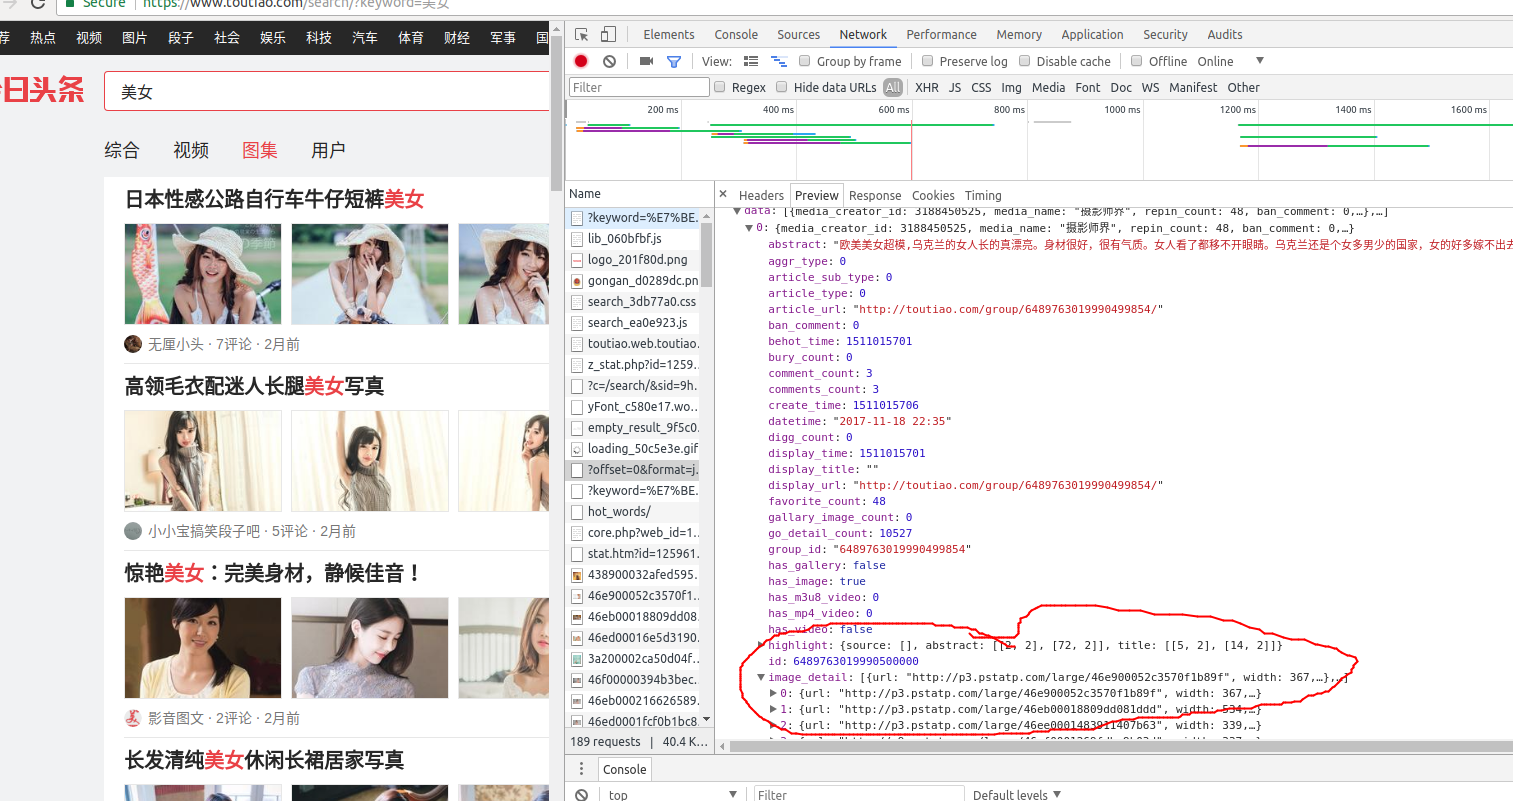 Secure https://www.toutiao.com/search/?keyword=美女
荐 热点 视频 图片 段子 社会 娱乐 科技 汽车 体育 财经 军事 国
今日头条
美女
综合 视频 图集 用户
日本性感公路自行车牛仔短裤美女
无厘小头 · 7评论 · 2月前
高领毛衣配迷人长腿美女写真
小小宝搞笑段子吧 · 5评论 · 2月前
惊艳美女：完美身材，静候佳音！
影音图文 · 2评论 · 2月前
长发清纯美女休闲长裙居家写真
Elements Console Sources Network Performance Memory Application Security Audits
View: Group by frame Preserve log Disable cache Offline Online
Filter Regex Hide data URLs All XHR JS CSS Img Media Font Doc WS Manifest Other
200 ms 400 ms 600 ms 800 ms 1000 ms 1200 ms 1400 ms 1600 ms
Name
?keyword=%E7%BE...
lib_060bfbf.js
logo_201f80d.png
gongan_d0289dc.pn
search_3db77a0.css
search_ea0e923.js
toutiao.web.toutiao...
z_stat.php?id=1259...
?c=/search/&sid=9h...
yFont_c580e17.wo...
empty_result_9f5c0...
loading_50c5e3e.gif
?offset=0&format=j...
?keyword=%E7%BE...
hot_words/
core.php?web_id=1...
stat.htm?id=125961...
438900032afed595...
46e900052c3570f1...
46eb00018809dd08...
46ed00016e5d3190...
3a200002ca50d04f...
46f00000394b3bec...
46eb000216626589...
46ed0001fcf0b1bc8...
189 requests | 40.4 K...
× Headers Preview Response Cookies Timing
data: [{media_creator_id: 3188450525, media_name: "摄影师界", repin_count: 48, ban_comment: 0,…},…]
0: {media_creator_id: 3188450525, media_name: "摄影师界", repin_count: 48, ban_comment: 0,…}
abstract: "欧美美女超模,乌克兰的女人长的真漂亮。身材很好，很有气质。女人看了都移不开眼睛。乌克兰还是个女多男少的国家，女的好多嫁不出去
aggr_type: 0
article_sub_type: 0
article_type: 0
article_url: "http://toutiao.com/group/6489763019990499854/"
ban_comment: 0
behot_time: 1511015701
bury_count: 0
comment_count: 3
comments_count: 3
create_time: 1511015706
datetime: "2017-11-18 22:35"
digg_count: 0
display_time: 1511015701
display_title: ""
display_url: "http://toutiao.com/group/6489763019990499854/"
favorite_count: 48
gallary_image_count: 0
go_detail_count: 10527
group_id: "6489763019990499854"
has_gallery: false
has_image: true
has_m3u8_video: 0
has_mp4_video: 0
has_video: false
highlight: {source: [], abstract: [[2, 2], [72, 2]], title: [[5, 2], [14, 2]]}
id: 6489763019990500000
image_detail: [{url: "http://p3.pstatp.com/large/46e900052c3570f1b89f", width: 367,…},…]
0: {url: "http://p3.pstatp.com/large/46e900052c3570f1b89f", width: 367,…}
1: {url: "http://p3.pstatp.com/large/46eb00018809dd081ddd", width: 534,…}
2: {url: "http://p3.pstatp.com/large/46ee0001483911407b63", width: 339,…}
Console
top Filter Default levels